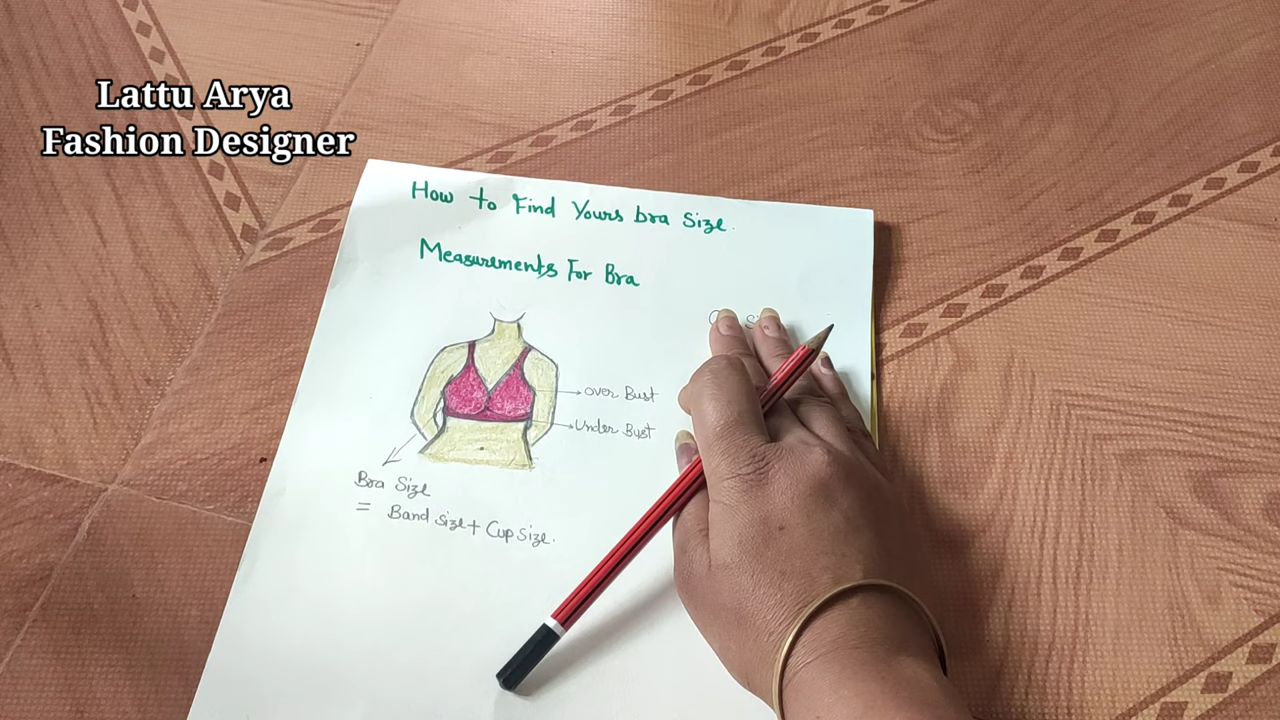 Lattu Arya
Fashion Designer
How to Find Yours bra Size.
Measurements For Bra
over Bust
Under Bust
Bra Size
= Band Size + Cup Size.